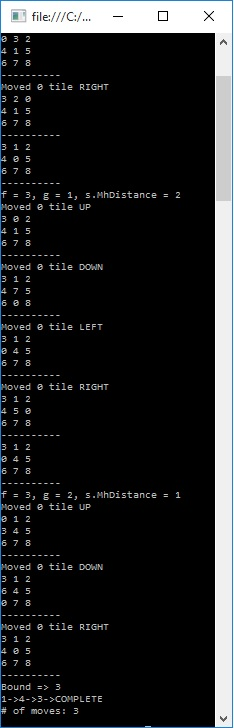 file:///C:/...
0 3 2
4 1 5
6 7 8
----------
Moved 0 tile RIGHT
3 2 0
4 1 5
6 7 8
----------
3 1 2
4 0 5
6 7 8
----------
f = 3, g = 1, s.MhDistance = 2
Moved 0 tile UP
3 0 2
4 1 5
6 7 8
----------
Moved 0 tile DOWN
3 1 2
4 7 5
6 0 8
----------
Moved 0 tile LEFT
3 1 2
0 4 5
6 7 8
----------
Moved 0 tile RIGHT
3 1 2
4 5 0
6 7 8
----------
3 1 2
0 4 5
6 7 8
----------
f = 3, g = 2, s.MhDistance = 1
Moved 0 tile UP
0 1 2
3 4 5
6 7 8
----------
Moved 0 tile DOWN
3 1 2
6 4 5
0 7 8
----------
Moved 0 tile RIGHT
3 1 2
4 0 5
6 7 8
----------
Bound => 3
1->4->3->COMPLETE
# of moves: 3